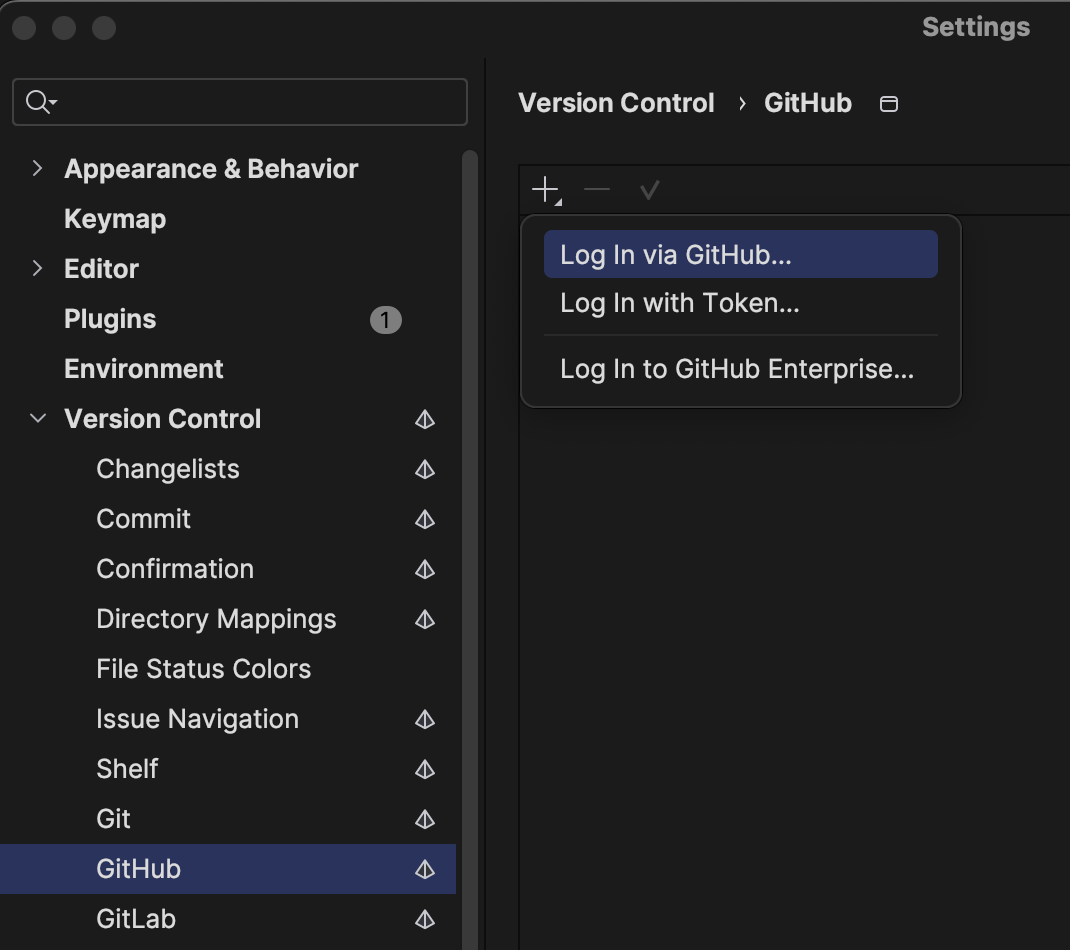 Settings
Version Control › GitHub
Appearance & Behavior
Keymap
Editor
Plugins 1
Environment
Version Control
Changelists
Commit
Confirmation
Directory Mappings
File Status Colors
Issue Navigation
Shelf
Git
GitHub
GitLab
Log In via GitHub...
Log In with Token...
Log In to GitHub Enterprise...